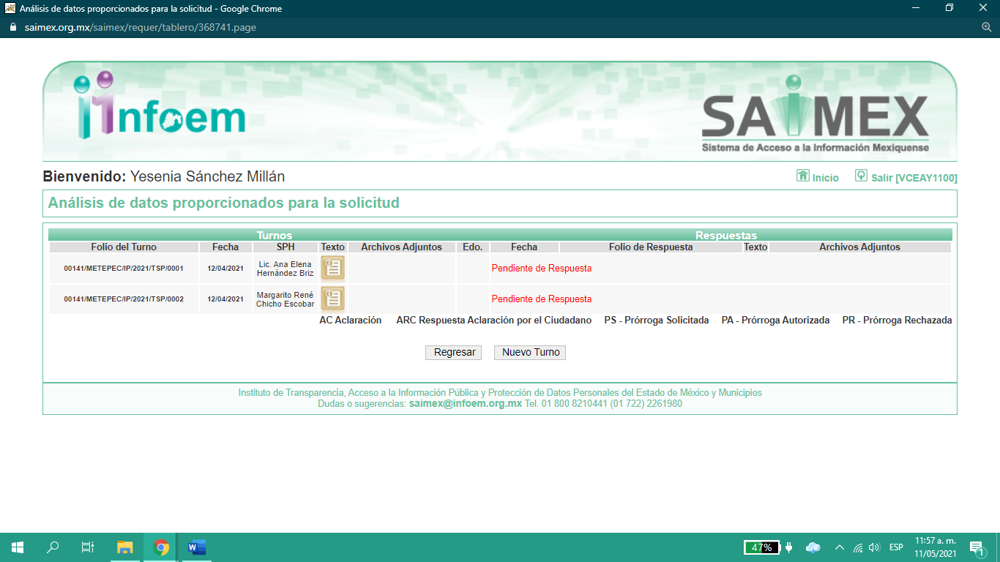 Análisis de datos proporcionados para la solicitud - Google Chrome
saimex.org.mx/saimex/requer/tablero/368741.page
infoem
SAIMEX
Sistema de Acceso a la Información Mexiquense
Bienvenido: Yesenia Sánchez Millán
Inicio Salir [VCEAY1100]
Análisis de datos proporcionados para la solicitud
Turnos Respuestas
Folio del Turno Fecha SPH Texto Archivos Adjuntos Edo. Fecha Folio de Respuesta Texto Archivos Adjuntos
00141/METEPEC/IP/2021/TSP/0001 12/04/2021 Lic. Ana Elena
Hernández Briz
Pendiente de Respuesta
00141/METEPEC/IP/2021/TSP/0002 12/04/2021 Margarito René
Chicho Escobar
Pendiente de Respuesta
AC Aclaración ARC Respuesta Aclaración por el Ciudadano PS - Prórroga Solicitada PA - Prórroga Autorizada PR - Prórroga Rechazada
Regresar Nuevo Turno
Instituto de Transparencia, Acceso a la Información Pública y Protección de Datos Personales del Estado de México y Municipios
Dudas o sugerencias: saimex@infoem.org.mx Tel. 01 800 8210441 (01 722) 2261980
47% ESP 11:57 a. m.
11/05/2021
1